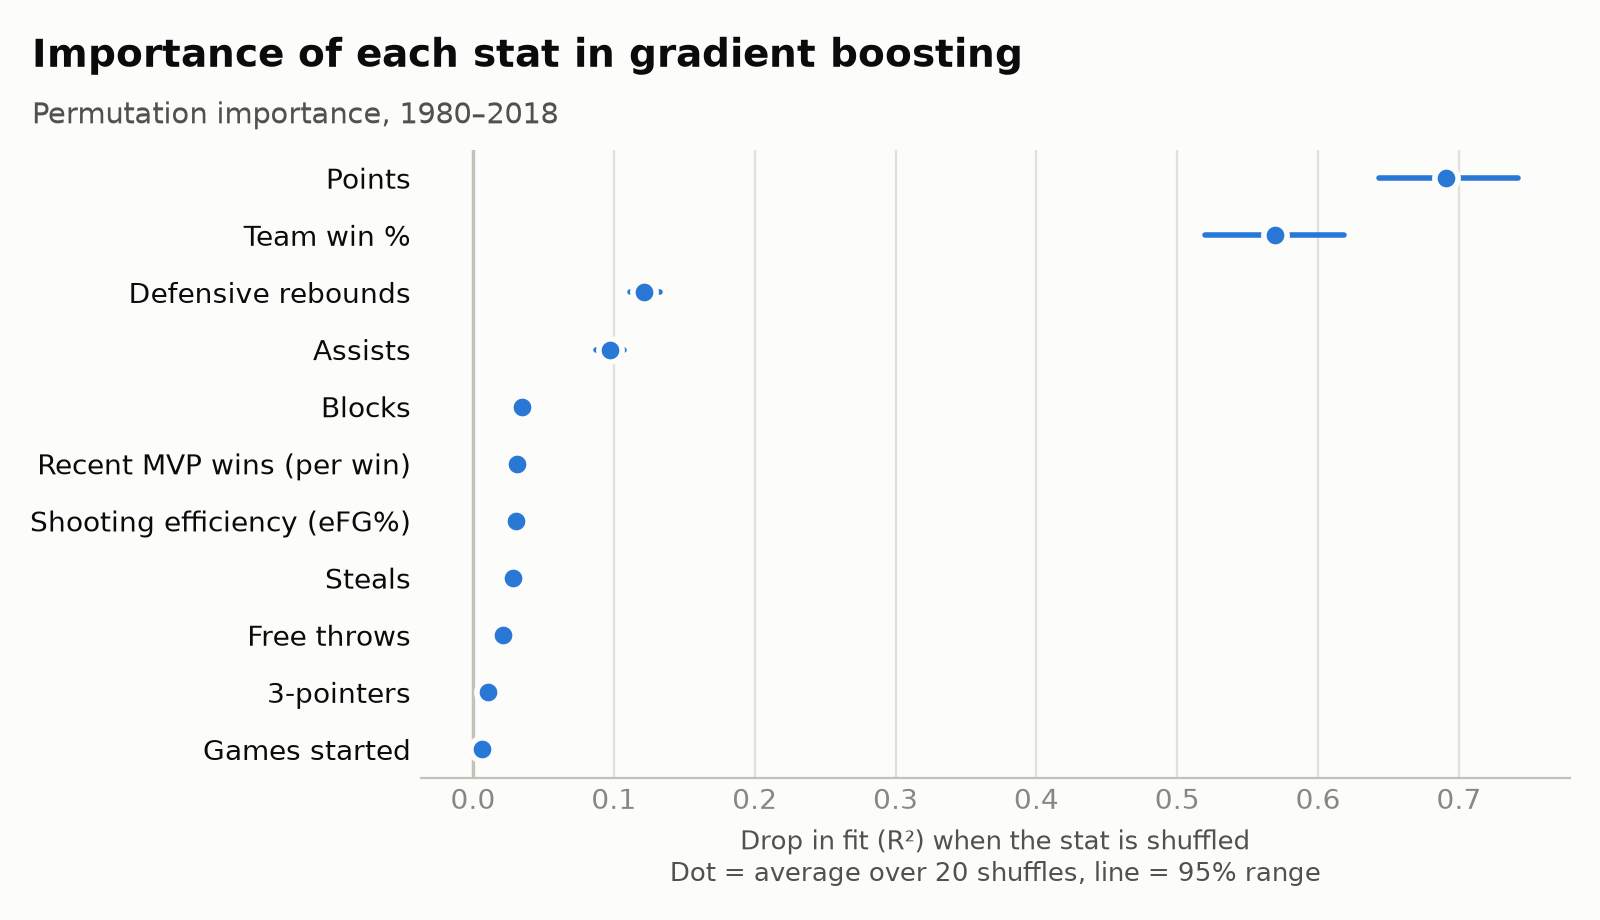 Importance of each stat in gradient boosting
Permutation importance, 1980–2018
Points
Team win %
Defensive rebounds
Assists
Blocks
Recent MVP wins (per win)
Shooting efficiency (eFG%)
Steals
Free throws
3-pointers
Games started
0.0 0.1 0.2 0.3 0.4 0.5 0.6 0.7
Drop in fit (R²) when the stat is shuffled
Dot = average over 20 shuffles, line = 95% range